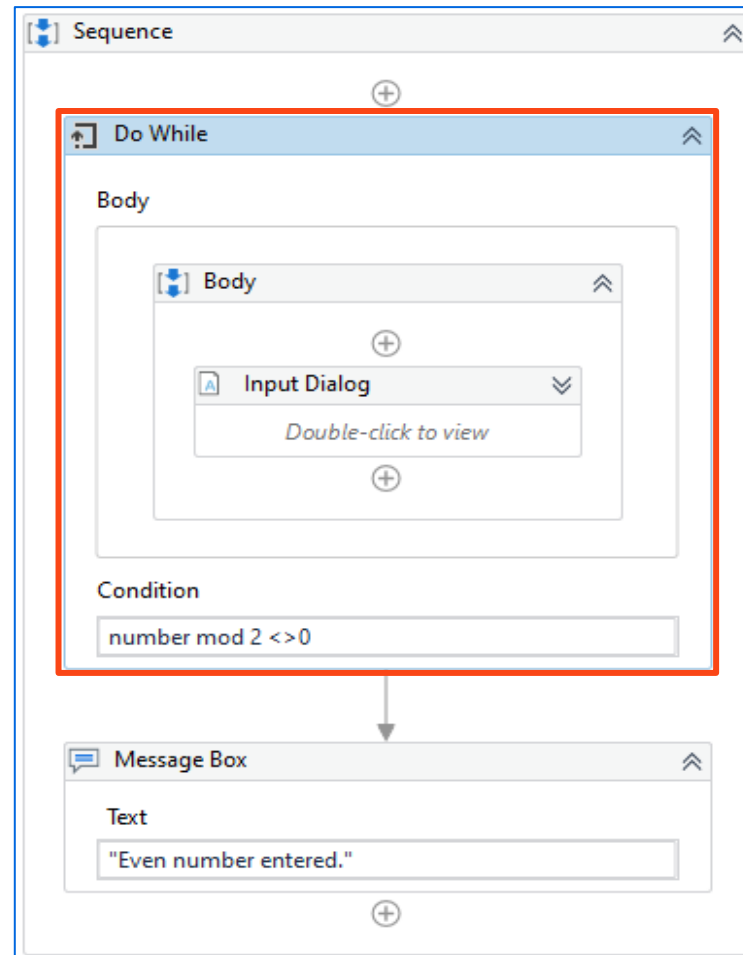 Sequence
Do While
Body
Body
Input Dialog
Double-click to view
Condition
number mod 2 <>0
Message Box
Text
"Even number entered."